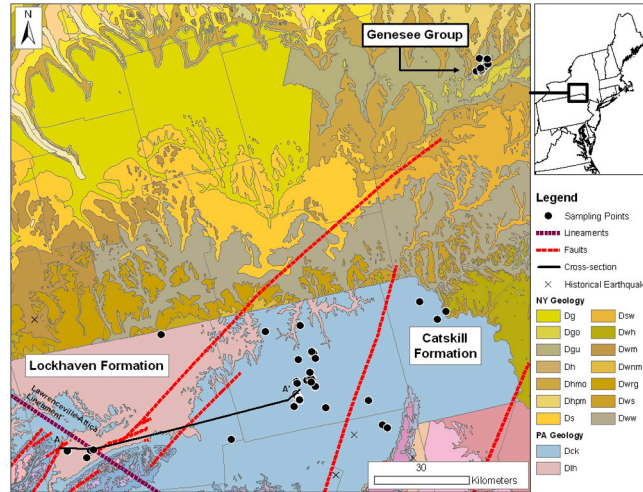 N
Genesee Group
Lockhaven Formation
Catskill
Formation
Lawrenceville-Attica
Lineament
A
A'
30
Kilometers
Legend
Sampling Points
Lineaments
Faults
Cross-section
Historical Earthquake
NY Geology
Dg
Dgo
Dgu
Dh
Dhmo
Dhpm
Ds
Dsw
Dwh
Dwm
Dwnm
Dwrg
Dws
Dww
PA Geology
Dck
Dlh